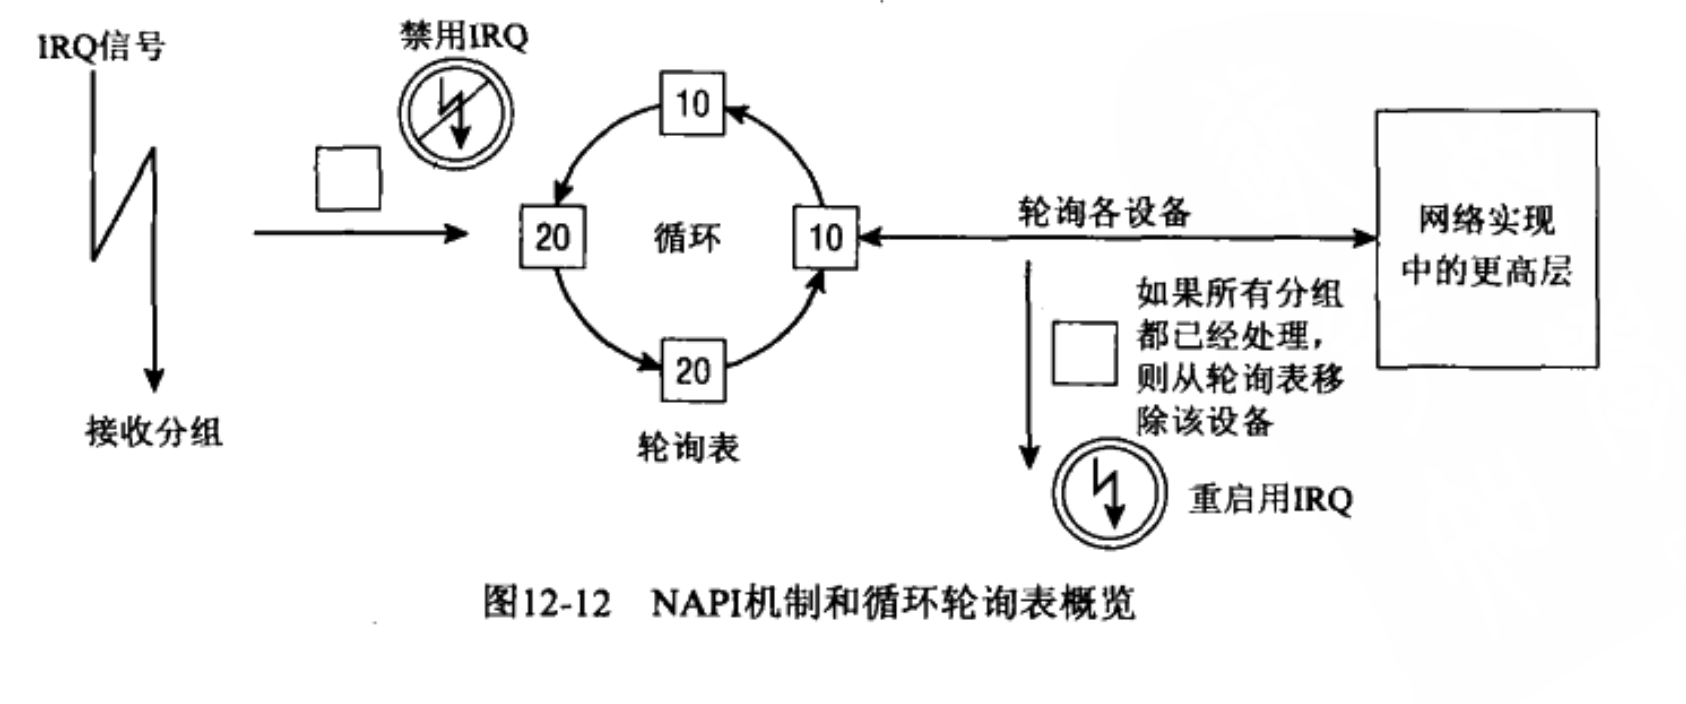 IRQ信号
禁用IRQ
10
20
循环
10
20
轮询表
接收分组
轮询各设备
网络实现
中的更高层
如果所有分组
都已经处理，
则从轮询表移
除该设备
重启用IRQ
图12-12 NAPI机制和循环轮询表概览